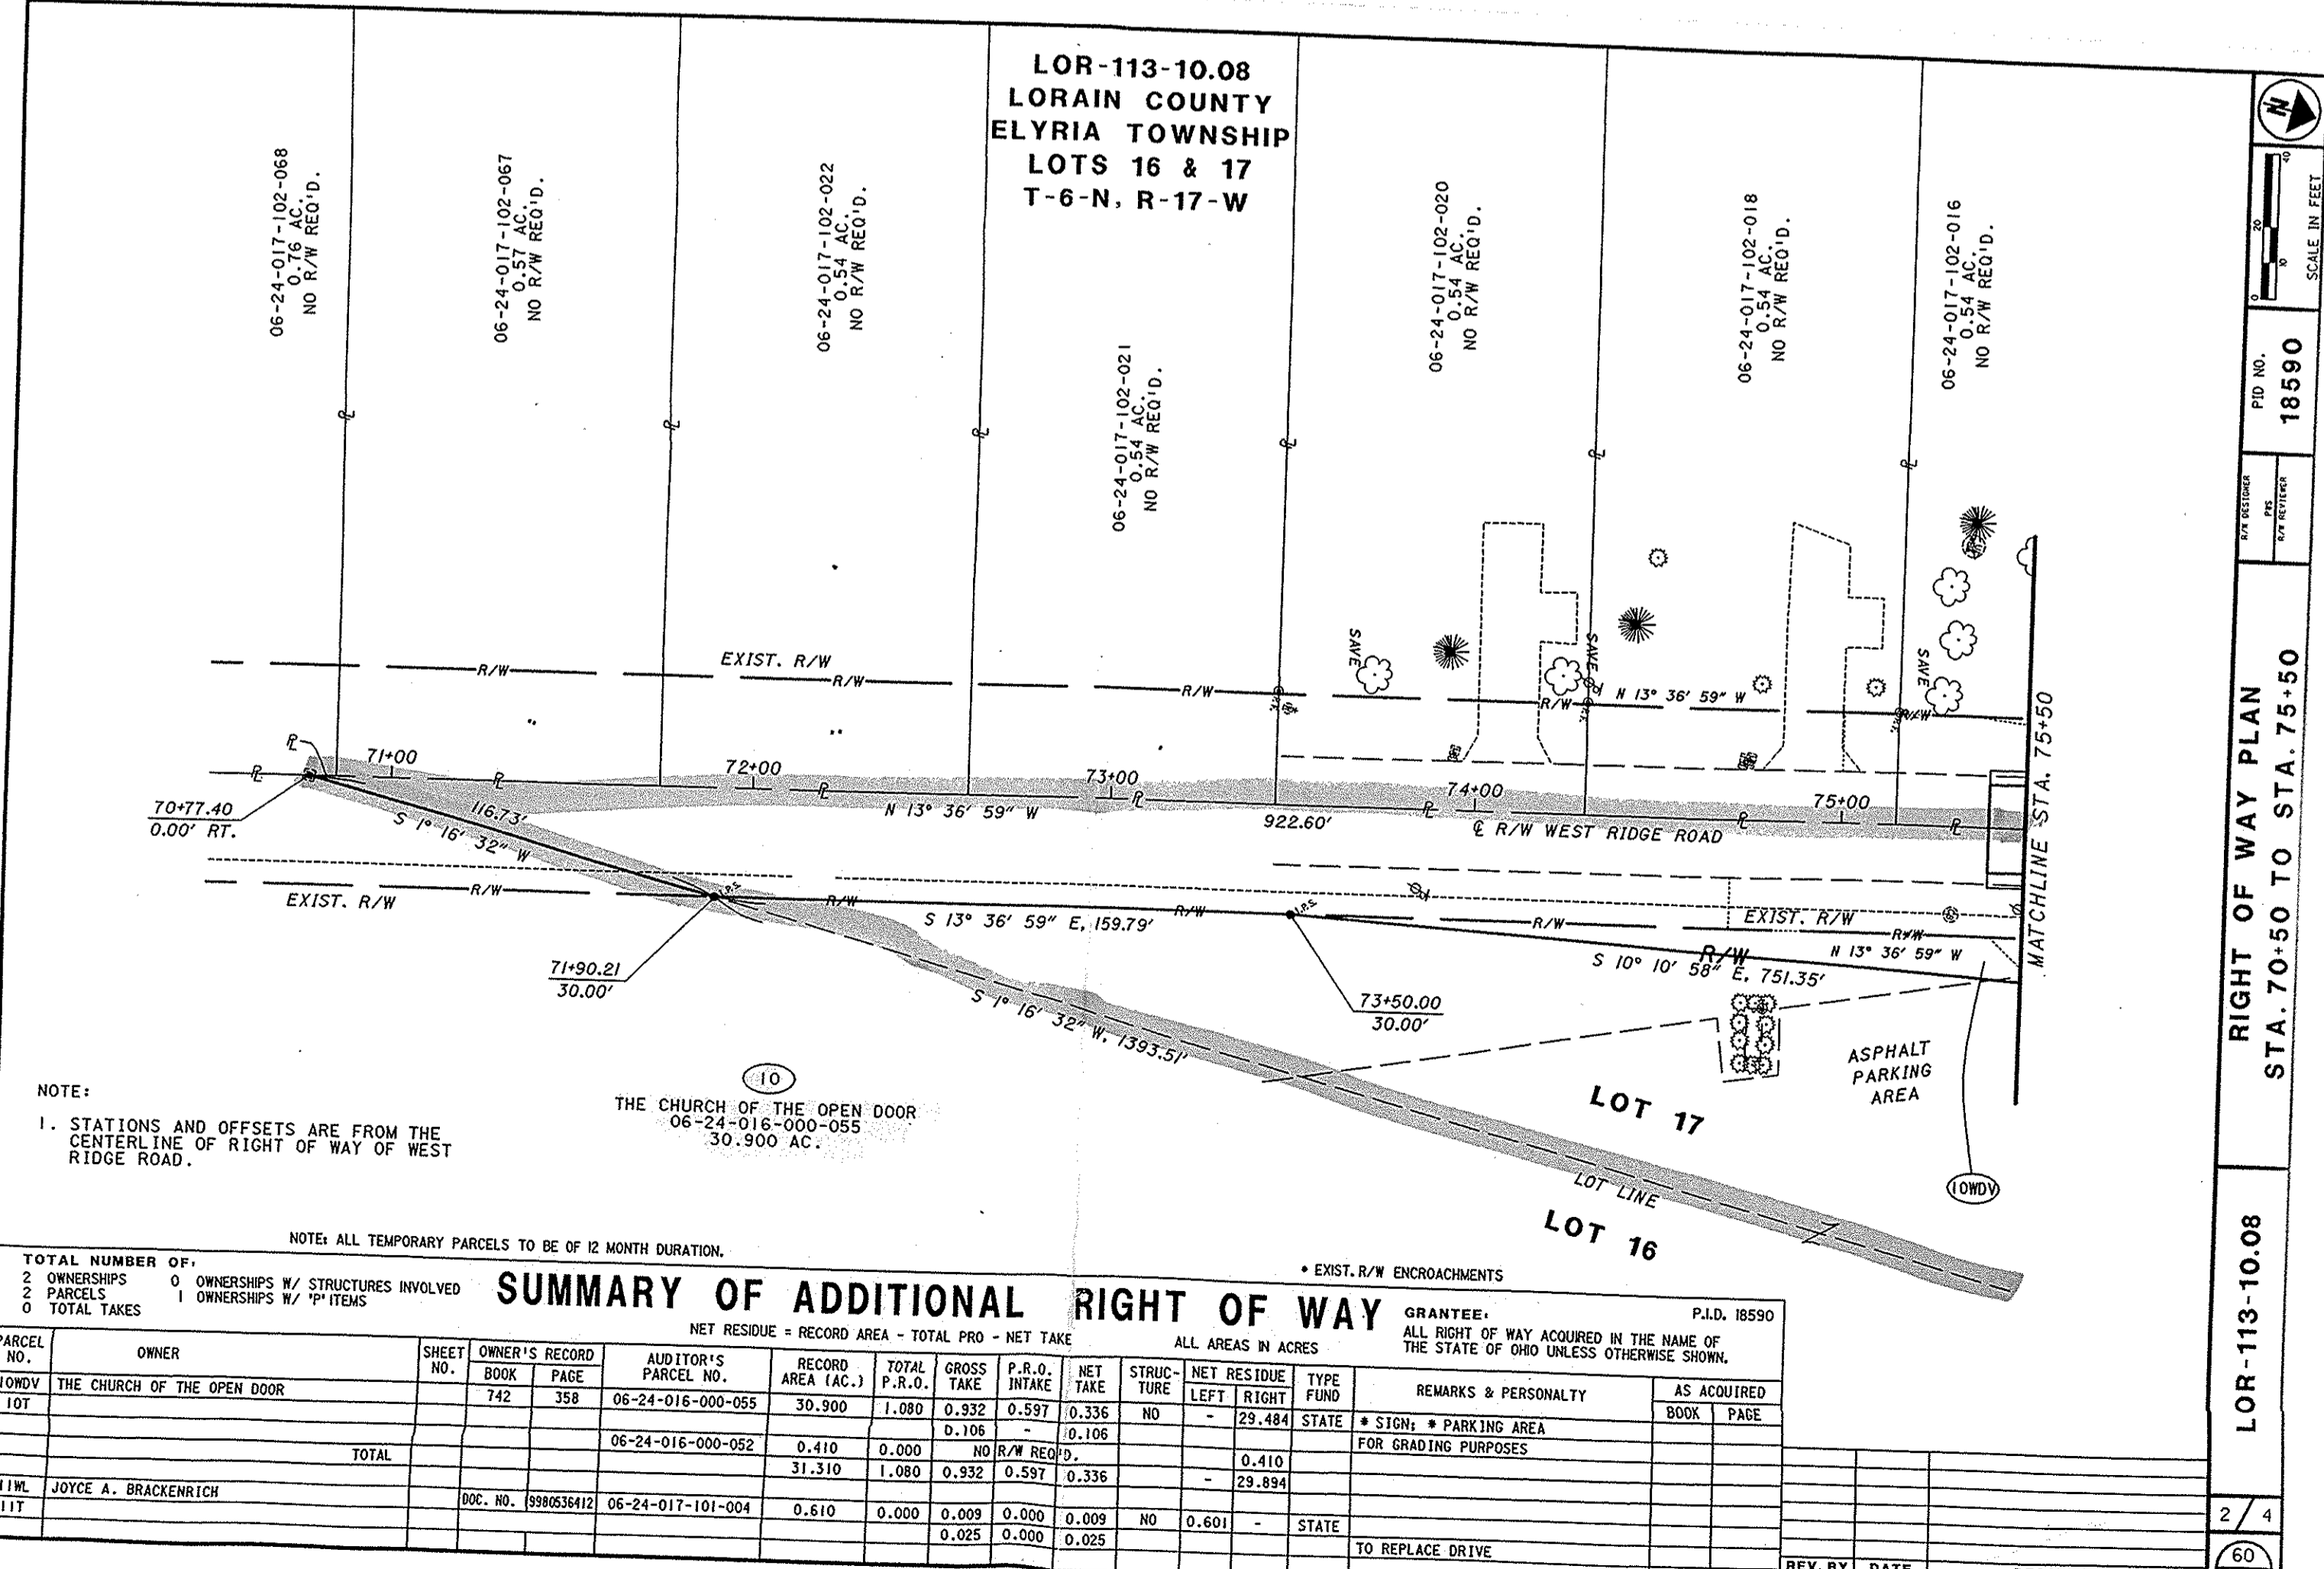 LOR-113-10.08
LORAIN COUNTY
ELYRIA TOWNSHIP
LOTS 16 & 17
T-6-N, R-17-W
06-24-017-102-068
0.76 AC.
NO R/W REQ'D.
06-24-017-102-067
0.57 AC.
NO R/W REQ'D.
06-24-017-102-022
0.54 AC.
NO R/W REQ'D.
06-24-017-102-021
0.54 AC.
NO R/W REQ'D.
06-24-017-102-020
0.54 AC.
NO R/W REQ'D.
06-24-017-102-018
0.54 AC.
NO R/W REQ'D.
06-24-017-102-016
0.54 AC.
NO R/W REQ'D.
SAVE
SAVE
SAVE
EXIST. R/W
R/W
R/W
R/W
R/W
R/W
N 13° 36' 59" W
71+00
72+00
73+00
74+00
75+00
70+77.40
0.00' RT.
116.73'
S 1° 16' 32" W
N 13° 36' 59" W
922.60'
℄ R/W WEST RIDGE ROAD
MATCHLINE STA. 75+50
EXIST. R/W
R/W
R/W
R/W
I.P.S.
I.P.S.
S 13° 36' 59" E, 159.79'
R/W
EXIST. R/W
R/W
R/W
N 13° 36' 59" W
S 10° 10' 58" E, 751.35'
71+90.21
30.00'
73+50.00
30.00'
S 1° 16' 32" W, 1393.51'
ASPHALT
PARKING
AREA
LOT 17
LOT LINE
LOT 16
10WDV
10
THE CHURCH OF THE OPEN DOOR
06-24-016-000-055
30.900 AC.
NOTE:
1. STATIONS AND OFFSETS ARE FROM THE
CENTERLINE OF RIGHT OF WAY OF WEST
RIDGE ROAD.
NOTE: ALL TEMPORARY PARCELS TO BE OF 12 MONTH DURATION.
* EXIST. R/W ENCROACHMENTS
TOTAL NUMBER OF:
2 OWNERSHIPS 0 OWNERSHIPS W/ STRUCTURES INVOLVED
2 PARCELS 1 OWNERSHIPS W/ 'P' ITEMS
0 TOTAL TAKES
SUMMARY OF ADDITIONAL RIGHT OF WAY
NET RESIDUE = RECORD AREA - TOTAL PRO - NET TAKE
ALL AREAS IN ACRES
GRANTEE:
ALL RIGHT OF WAY ACQUIRED IN THE NAME OF
THE STATE OF OHIO UNLESS OTHERWISE SHOWN.
P.I.D. 18590
PARCEL NO. OWNER SHEET NO. OWNER'S RECORD BOOK PAGE AUDITOR'S PARCEL NO. RECORD AREA (AC.) TOTAL P.R.O. GROSS TAKE P.R.O. INTAKE NET TAKE STRUC-TURE NET RESIDUE LEFT RIGHT TYPE FUND REMARKS & PERSONALTY AS ACQUIRED BOOK PAGE
10WDV THE CHURCH OF THE OPEN DOOR 742 358 06-24-016-000-055 30.900 1.080 0.932 0.597 0.336 NO - 29.484 STATE * SIGN; * PARKING AREA
10T 0.106 - 0.106 FOR GRADING PURPOSES
06-24-016-000-052 0.410 0.000 NO R/W REQ'D. 0.410
TOTAL 31.310 1.080 0.932 0.597 0.336 - 29.894
11WL JOYCE A. BRACKENRICH DOC. NO. 9980536412 06-24-017-101-004 0.610 0.000 0.009 0.000 0.009 NO 0.601 - STATE
11T 0.025 0.000 0.025 TO REPLACE DRIVE
REV. BY DATE
N
0 10 20 40
SCALE IN FEET
PID NO.
18590
R/W DESIGNER
PBS
R/W REVIEWER
RIGHT OF WAY PLAN
STA. 70+50 TO STA. 75+50
LOR-113-10.08
2/4
60